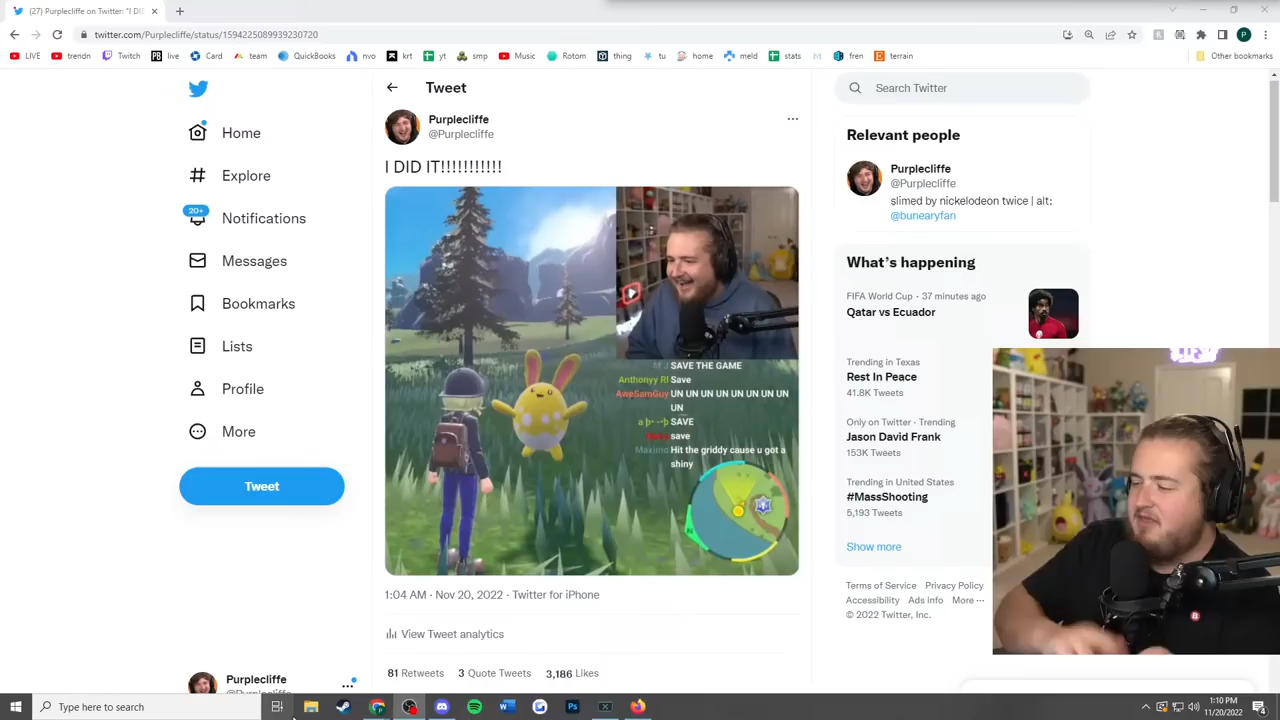 (27) Purplecliffe on Twitter: "I DID
twitter.com/Purplecliffe/status/1594225089939230720
LIVE trendn Twitch live Card team QuickBooks nvo krt yt smp Music Rotom thing tu home meld stats um fren terrain Other bookmarks
Home
Explore
20+
Notifications
Messages
Bookmarks
Lists
Profile
More
Tweet
Purplecliffe
Tweet
Purplecliffe
@Purplecliffe
I DID IT!!!!!!!!!!!
M J SAVE THE GAME
Anthonyy RI Save
AweSamGuy UN UN UN UN UN UN UN UN
UN
SAVE
save
Maximo Hit the griddy cause u got a
shiny
N
1:04 AM · Nov 20, 2022 · Twitter for iPhone
View Tweet analytics
81 Retweets 3 Quote Tweets 3,186 Likes
Search Twitter
Relevant people
Purplecliffe
@Purplecliffe
slimed by nickelodeon twice | alt:
@bunearyfan
What's happening
FIFA World Cup · 37 minutes ago
Qatar vs Ecuador
Trending in Texas
Rest In Peace
41.8K Tweets
Only on Twitter · Trending
Jason David Frank
153K Tweets
Trending in United States
#MassShooting
5,193 Tweets
Show more
Terms of Service Privacy Policy
Accessibility Ads info More ···
© 2022 Twitter, Inc.
Type here to search
1:10 PM
11/20/2022